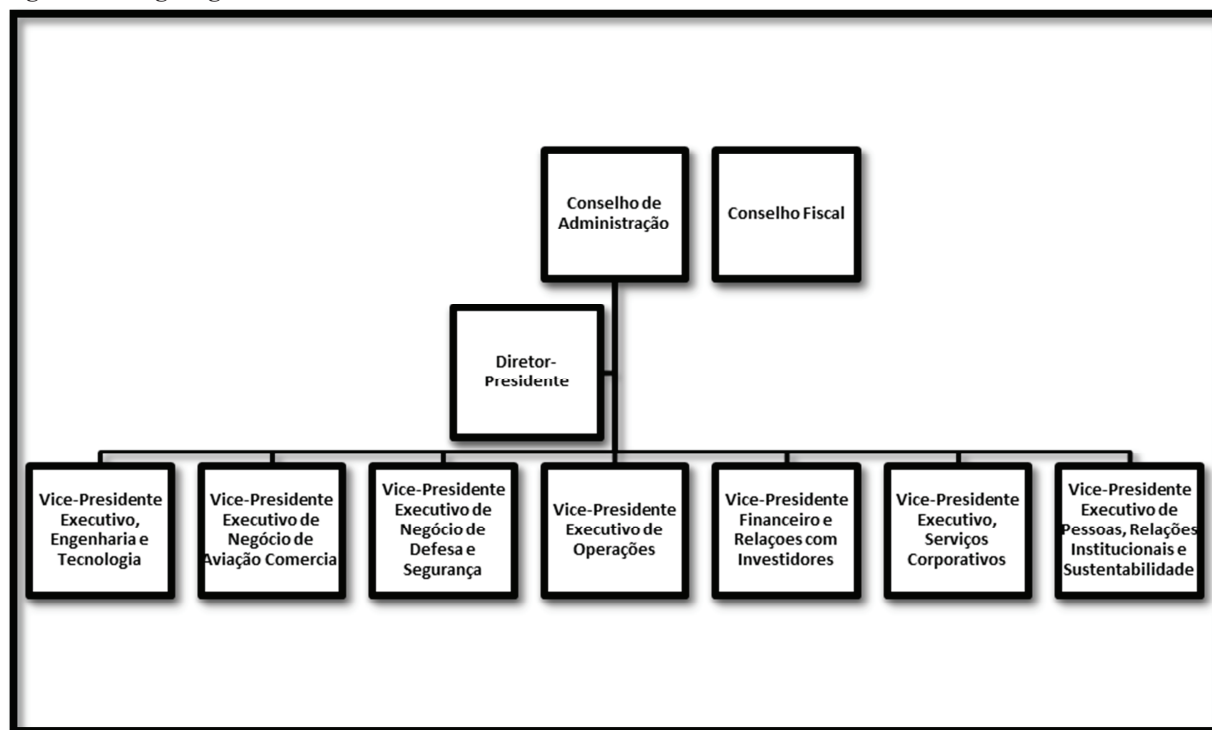 Conselho de
Administração
Conselho Fiscal
Diretor-
Presidente
Vice-Presidente
Executivo,
Engenharia e
Tecnologia
Vice-Presidente
Executivo de
Negócio de
Aviação Comercia
Vice-Presidente
Executivo de
Negócio de
Defesa e
Segurança
Vice-Presidente
Executivo de
Operações
Vice-Presidente
Financeiro e
Relaçoes com
Investidores
Vice-Presidente
Executivo,
Serviços
Corporativos
Vice-Presidente
Executivo de
Pessoas, Relações
Institucionais e
Sustentabilidade